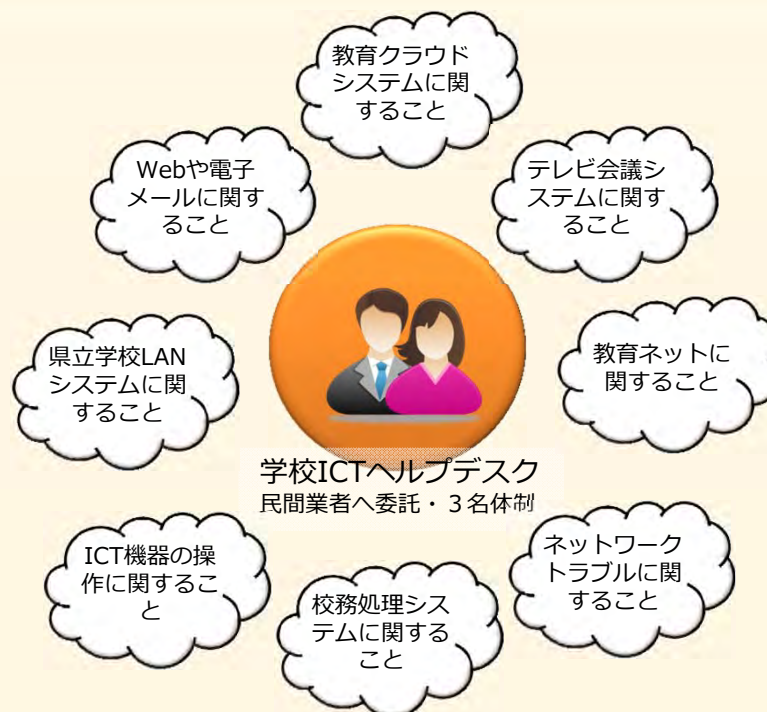 教育クラウド
システムに関
すること
Webや電子
メールに関す
ること
テレビ会議シ
ステムに関す
ること
県立学校LAN
システムに関
すること
教育ネットに
関すること
学校ICTヘルプデスク
民間業者へ委託・３名体制
ICT機器の操
作に関するこ
と
校務処理シス
テムに関する
こと
ネットワーク
トラブルに関
すること